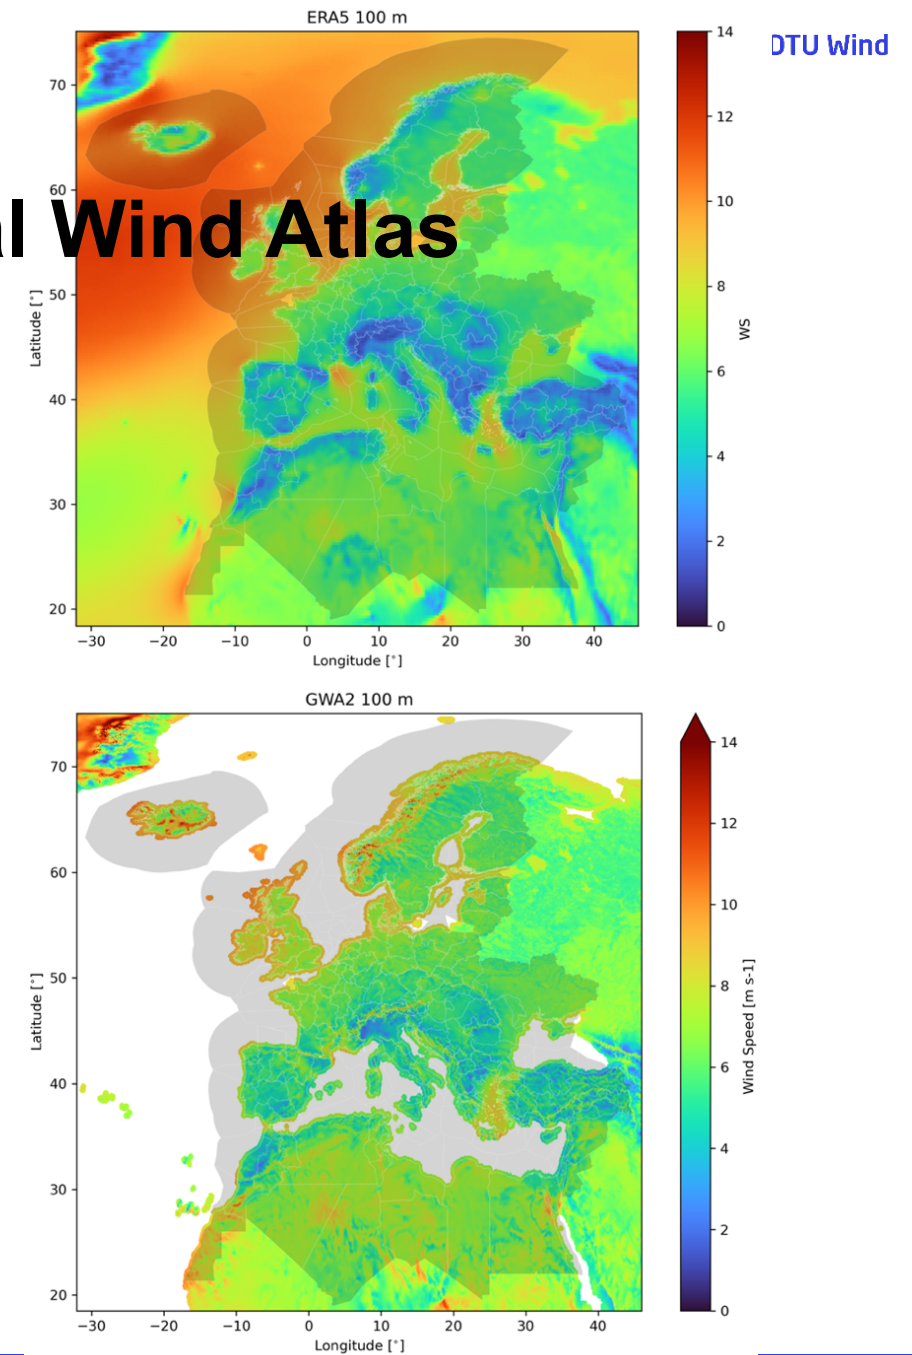 ERA5 100 m
DTU Wind
al Wind Atlas
70
60
50
40
30
20
Latitude [°]
−30 −20 −10 0 10 20 30 40
Longitude [°]
14
12
10
8
6
4
2
0
WS
GWA2 100 m
70
60
50
40
30
20
Latitude [°]
−30 −20 −10 0 10 20 30 40
Longitude [°]
14
12
10
8
6
4
2
0
Wind Speed [m s-1]